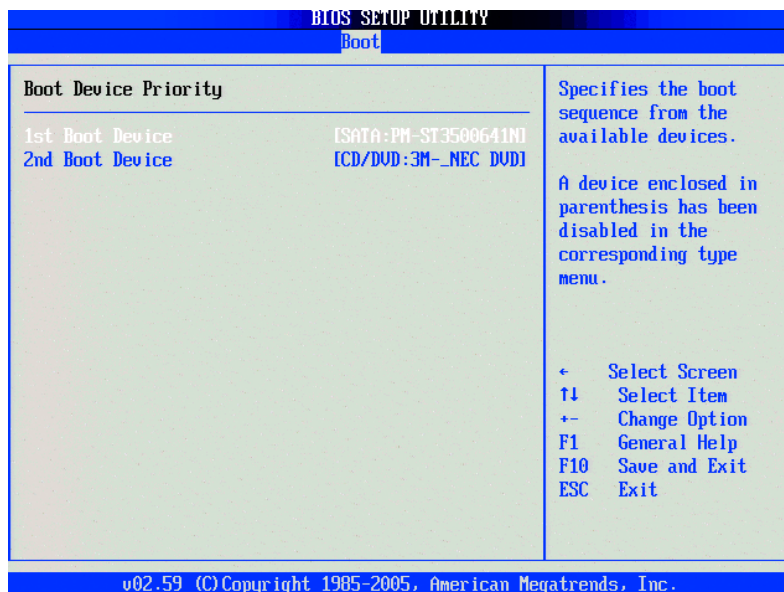 BIOS SETUP UTILITY
Boot
Boot Device Priority
1st Boot Device [SATA:PM-ST3500641N]
2nd Boot Device [CD/DVD:3M-_NEC DVD]
Specifies the boot
sequence from the
available devices.
A device enclosed in
parenthesis has been
disabled in the
corresponding type
menu.
← Select Screen
↑↓ Select Item
+- Change Option
F1 General Help
F10 Save and Exit
ESC Exit
v02.59 (C)Copyright 1985-2005, American Megatrends, Inc.